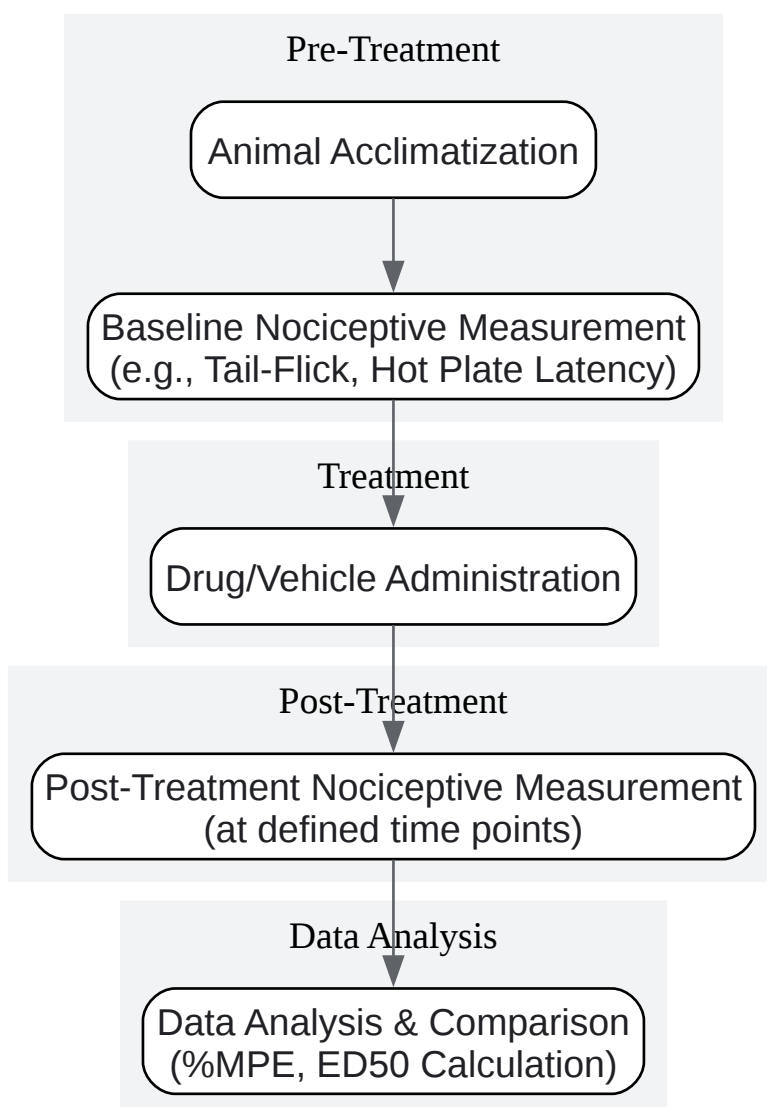 Pre-Treatment
Animal Acclimatization
Baseline Nociceptive Measurement
(e.g., Tail-Flick, Hot Plate Latency)
Treatment
Drug/Vehicle Administration
Post-Treatment
Post-Treatment Nociceptive Measurement
(at defined time points)
Data Analysis
Data Analysis & Comparison
(%MPE, ED50 Calculation)